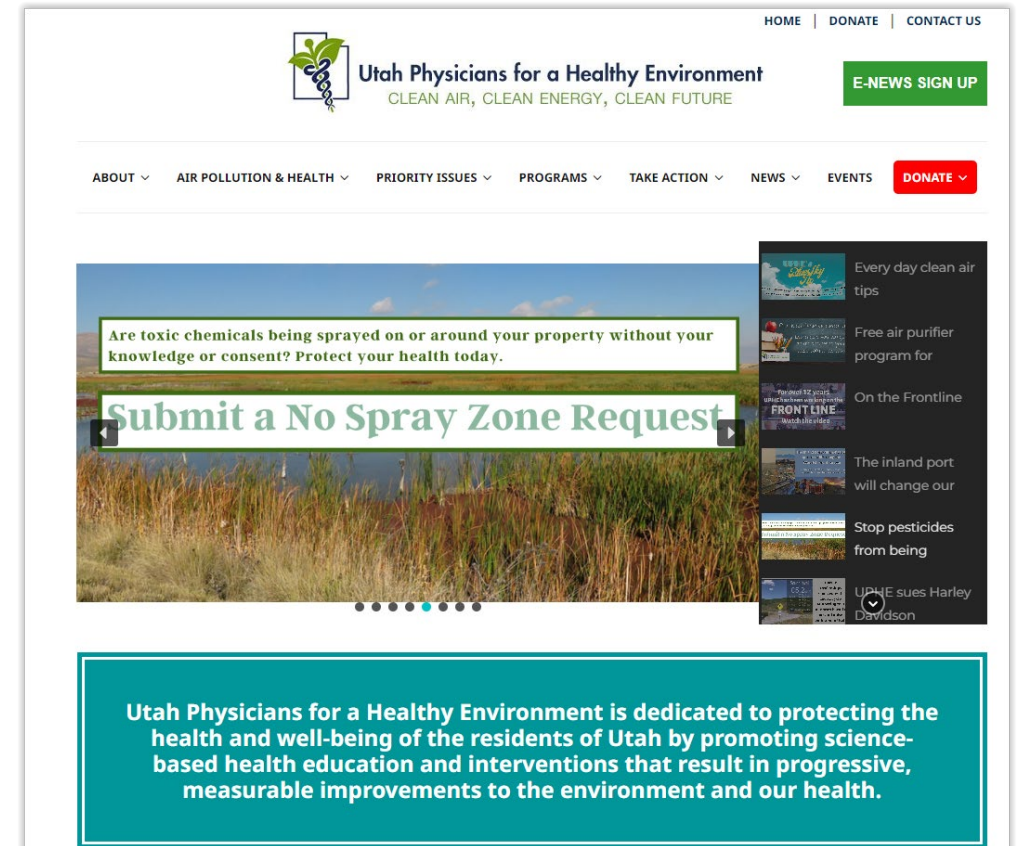 HOME | DONATE | CONTACT US
Utah Physicians for a Healthy Environment
CLEAN AIR, CLEAN ENERGY, CLEAN FUTURE
E-NEWS SIGN UP
ABOUT AIR POLLUTION & HEALTH PRIORITY ISSUES PROGRAMS TAKE ACTION NEWS EVENTS DONATE
Are toxic chemicals being sprayed on or around your property without your
knowledge or consent? Protect your health today.
Submit a No Spray Zone Request
Every day clean air
tips
Free air purifier
program for
On the Frontline
FRONT LINE
Watch the video
The inland port
will change our
Stop pesticides
from being
UPHE sues Harley
Davidson
Utah Physicians for a Healthy Environment is dedicated to protecting the
health and well-being of the residents of Utah by promoting science-
based health education and interventions that result in progressive,
measurable improvements to the environment and our health.